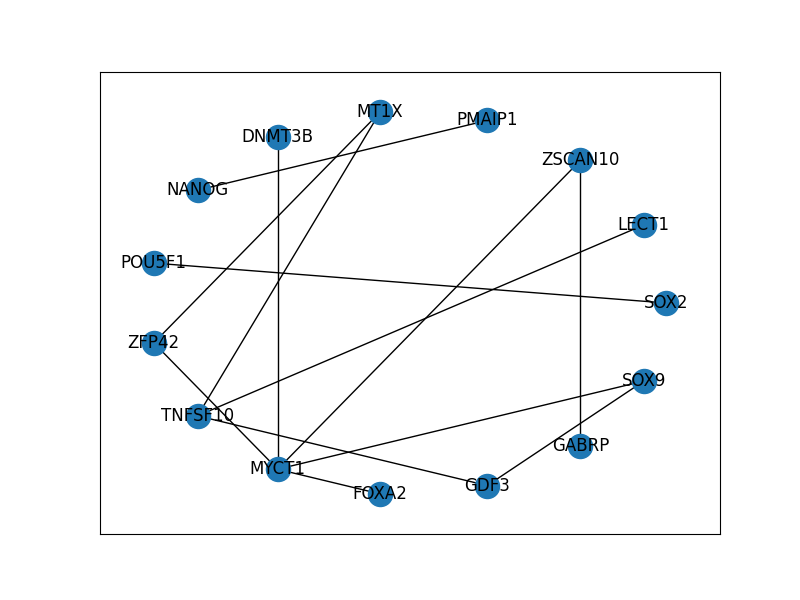 MT1X
PMAIP1
DNMT3B
ZSCAN10
NANOG
LECT1
POU5F1
SOX2
ZFP42
SOX9
TNFSF10
GABRP
MYCT1
GDF3
FOXA2